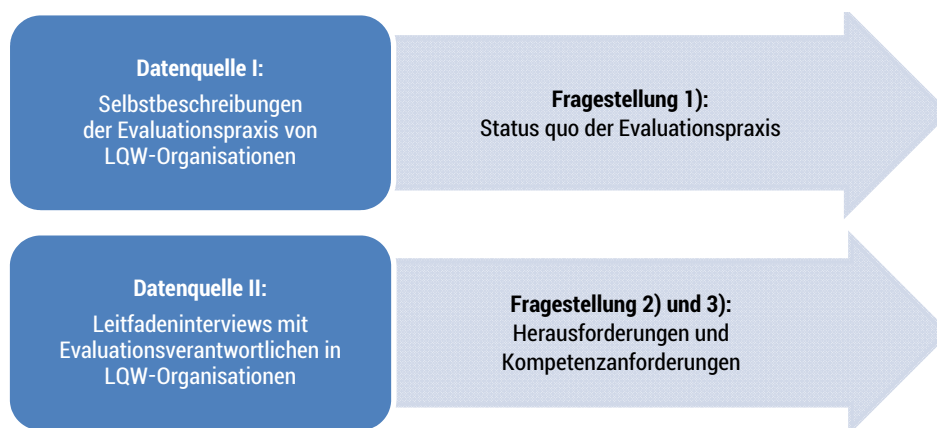 Datenquelle I:
Selbstbeschreibungen
der Evaluationspraxis von
LQW-Organisationen
Fragestellung 1):
Status quo der Evaluationspraxis
Datenquelle II:
Leitfadeninterviews mit
Evaluationsverantwortlichen in
LQW-Organisationen
Fragestellung 2) und 3):
Herausforderungen und
Kompetenzanforderungen